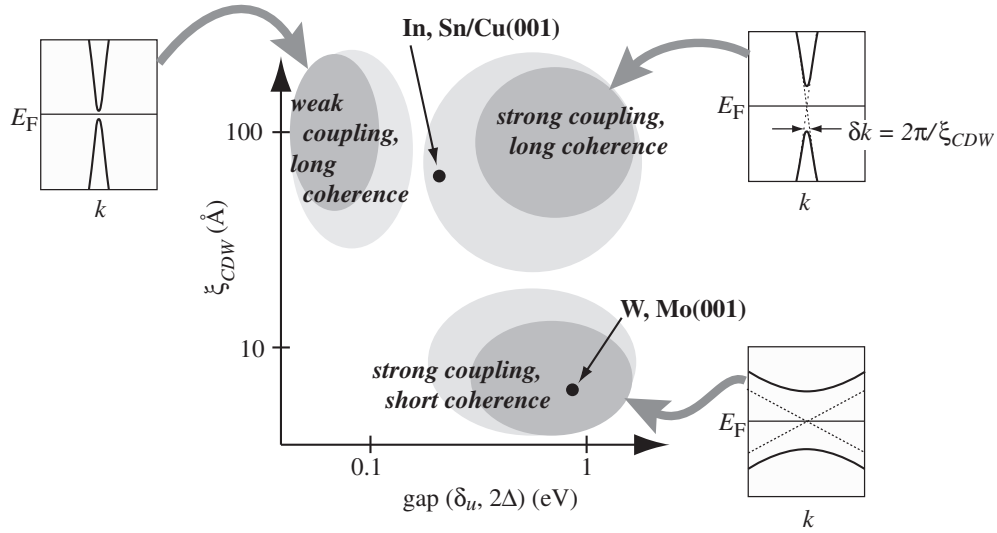 In, Sn/Cu(001)
E_F
k
weak
coupling,
long
coherence
strong coupling,
long coherence
E_F
δk = 2π/ξ_CDW
k
100
ξ_CDW (Å)
10
W, Mo(001)
strong coupling,
short coherence
E_F
k
0.1
1
gap (δ_u, 2Δ) (eV)